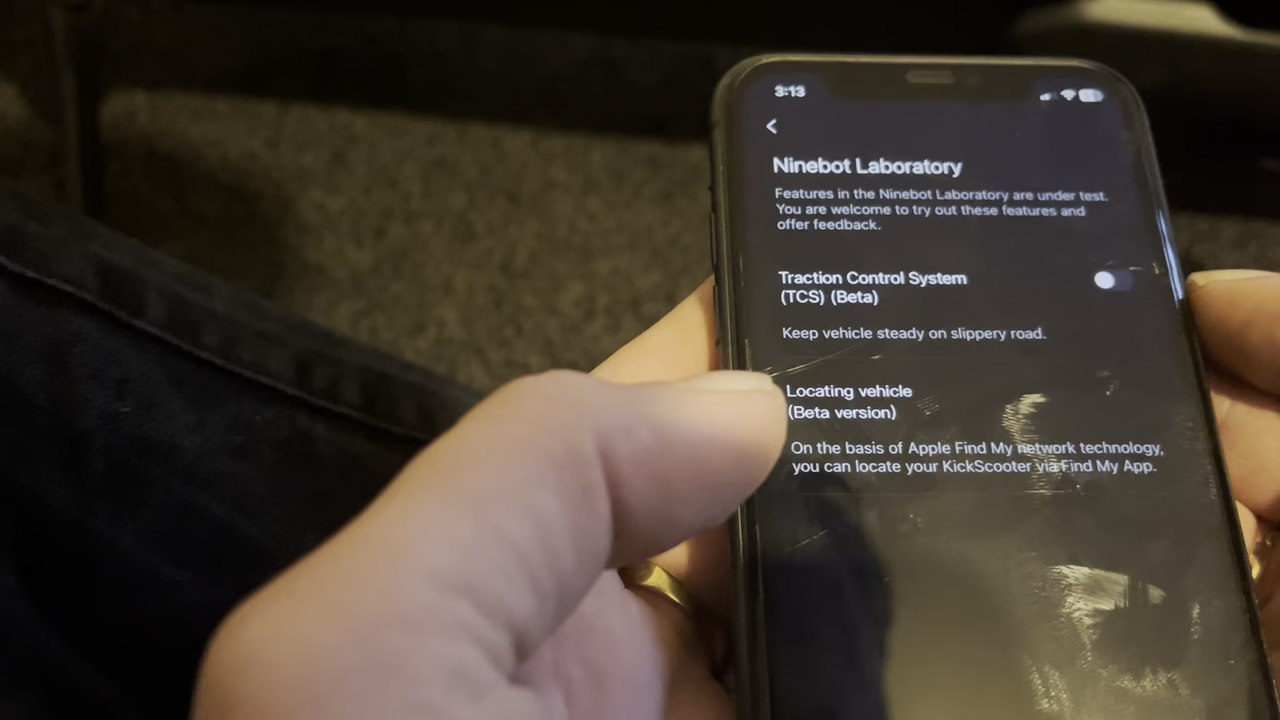 3:13
Ninebot Laboratory
Features in the Ninebot Laboratory are under test.
You are welcome to try out these features and
offer feedback.
Traction Control System
(TCS) (Beta)
Keep vehicle steady on slippery road.
Locating vehicle
(Beta version)
On the basis of Apple Find My network technology,
you can locate your KickScooter via Find My App.